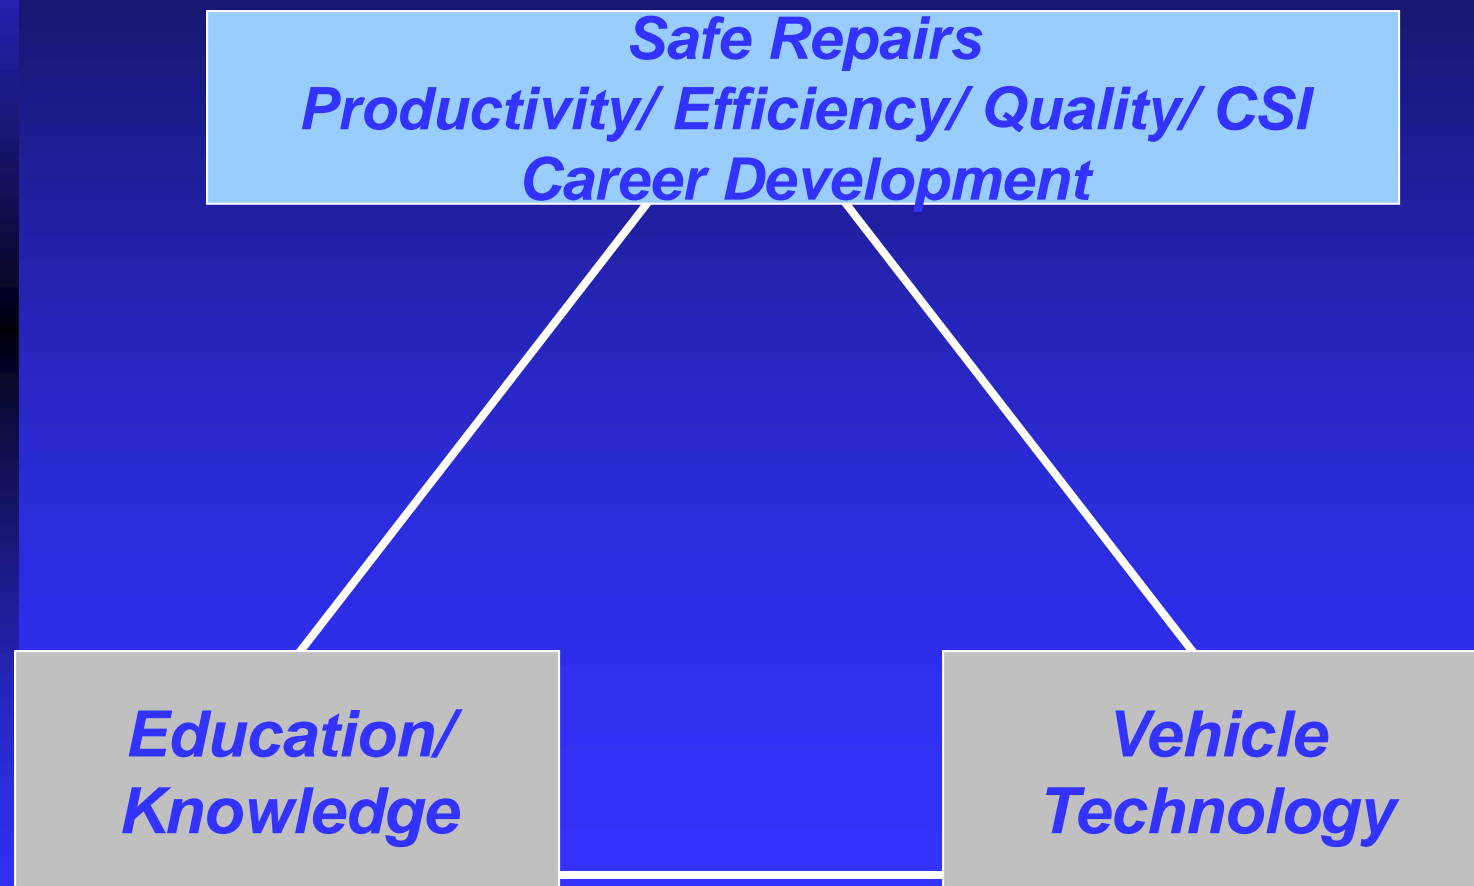 Safe Repairs
Productivity/ Efficiency/ Quality/ CSI
Career Development
Education/
Knowledge
Vehicle
Technology